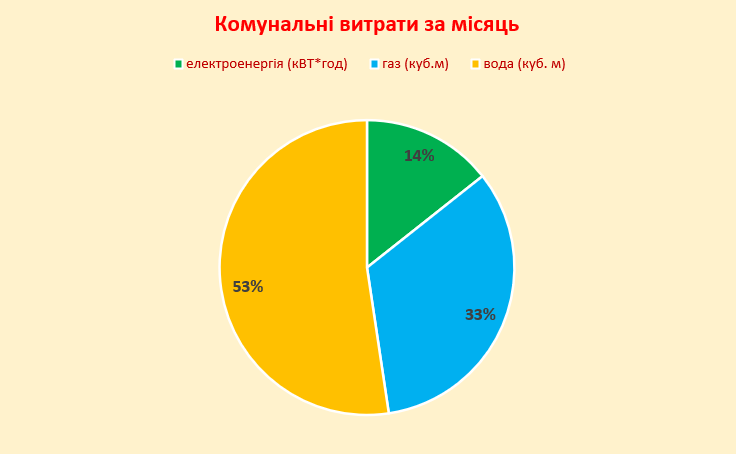 Комунальні витрати за місяць
електроенергія (кВТ*год) газ (куб.м) вода (куб. м)
14%
53%
33%